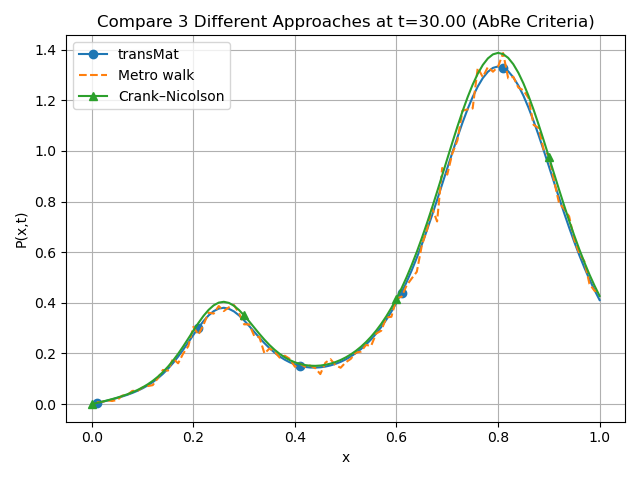 Compare 3 Different Approaches at t=30.00 (AbRe Criteria)
transMat
Metro walk
Crank–Nicolson
P(x,t)
1.4
1.2
1.0
0.8
0.6
0.4
0.2
0.0
0.0 0.2 0.4 0.6 0.8 1.0
x